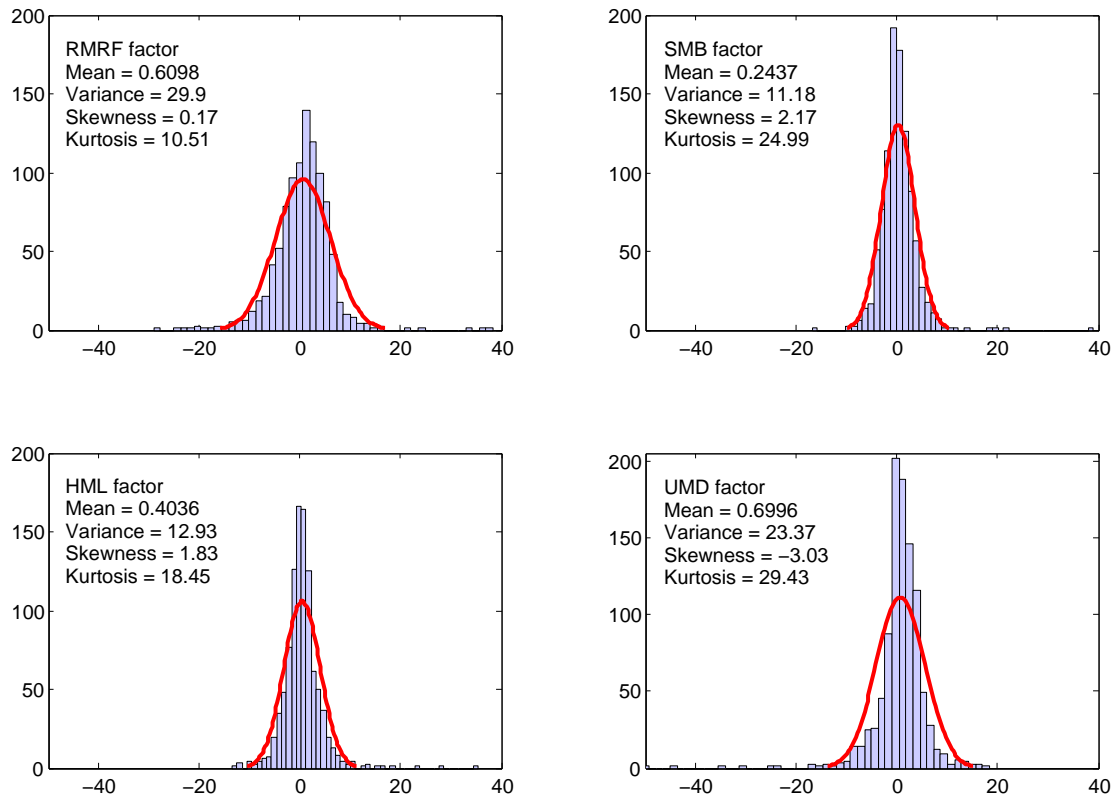 200
150
100
50
0
−40
−20
0
20
40
RMRF factor
Mean = 0.6098
Variance = 29.9
Skewness = 0.17
Kurtosis = 10.51
200
150
100
50
0
−40
−20
0
20
40
SMB factor
Mean = 0.2437
Variance = 11.18
Skewness = 2.17
Kurtosis = 24.99
200
150
100
50
0
−40
−20
0
20
40
HML factor
Mean = 0.4036
Variance = 12.93
Skewness = 1.83
Kurtosis = 18.45
200
150
100
50
0
−40
−20
0
20
40
UMD factor
Mean = 0.6996
Variance = 23.37
Skewness = −3.03
Kurtosis = 29.43